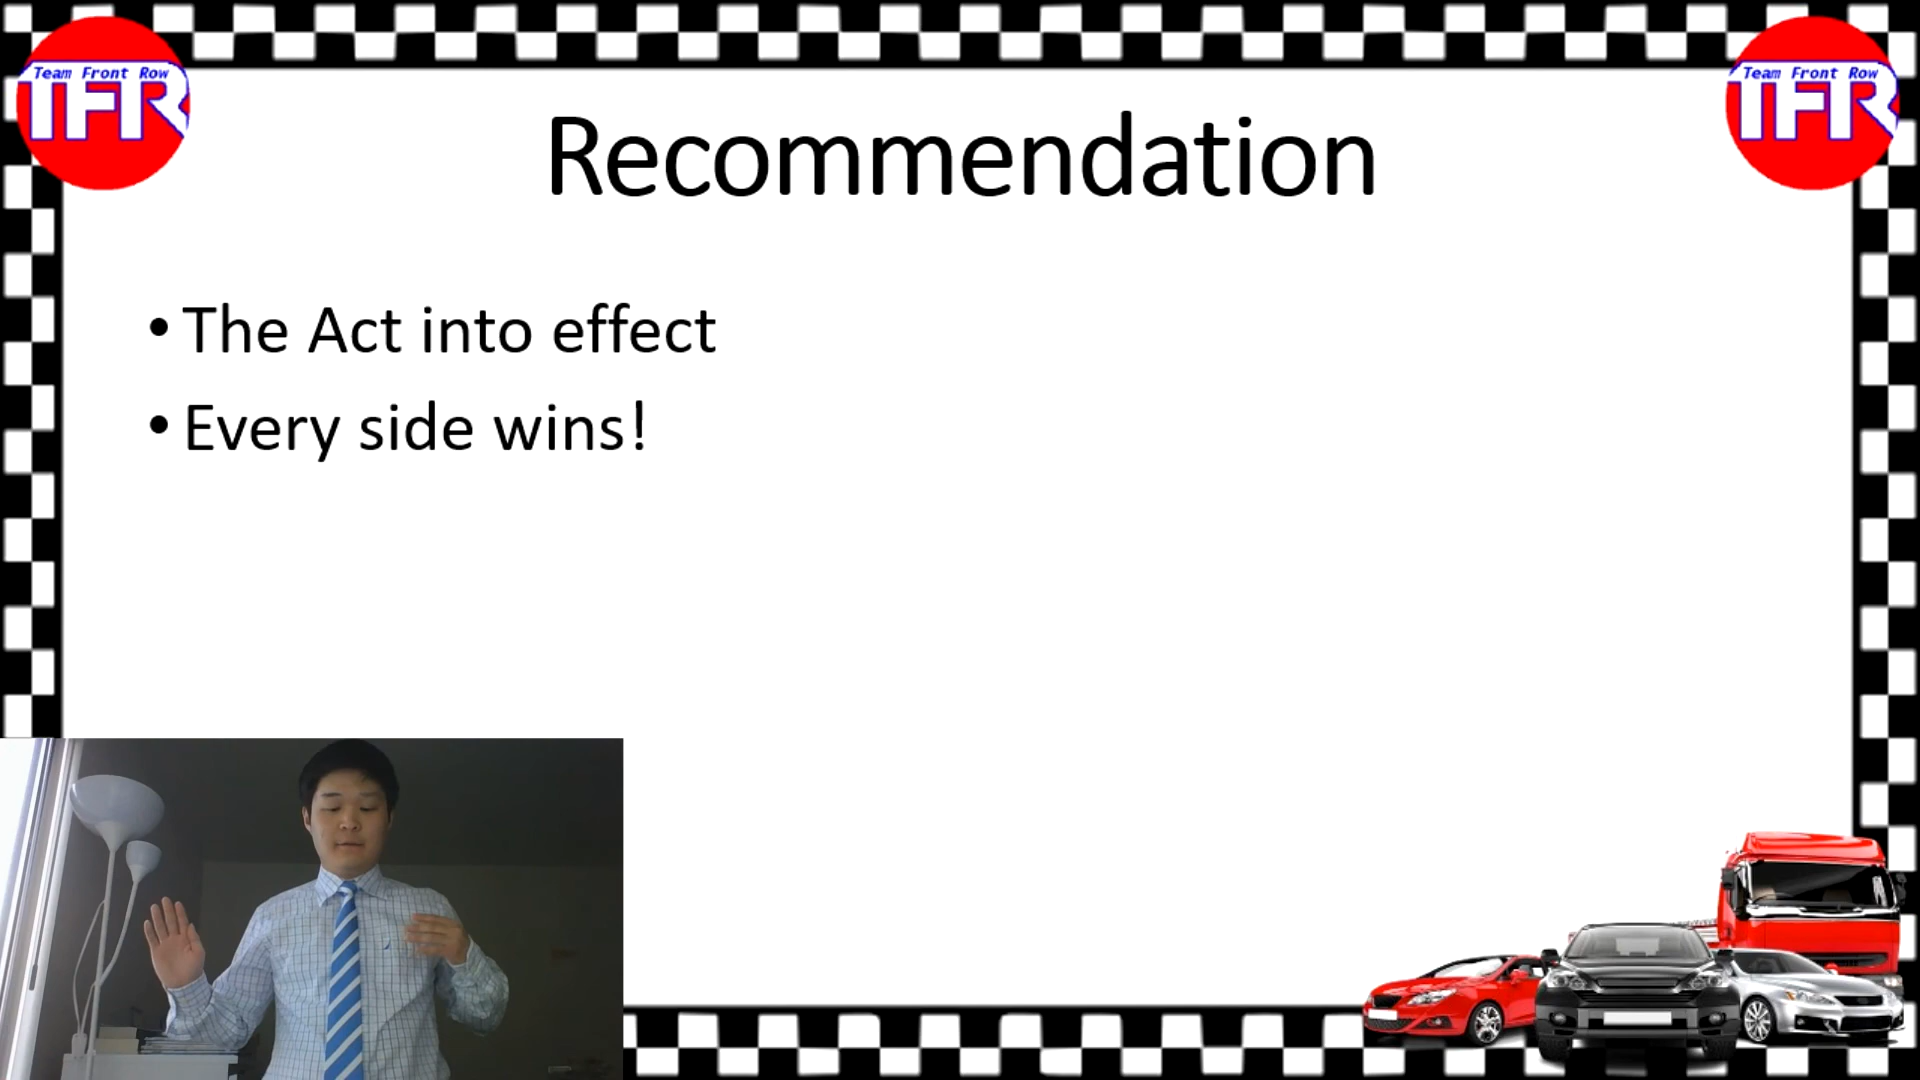 Team Front Row
TFR
Team Front Row
TFR
Recommendation
• The Act into effect
• Every side wins!